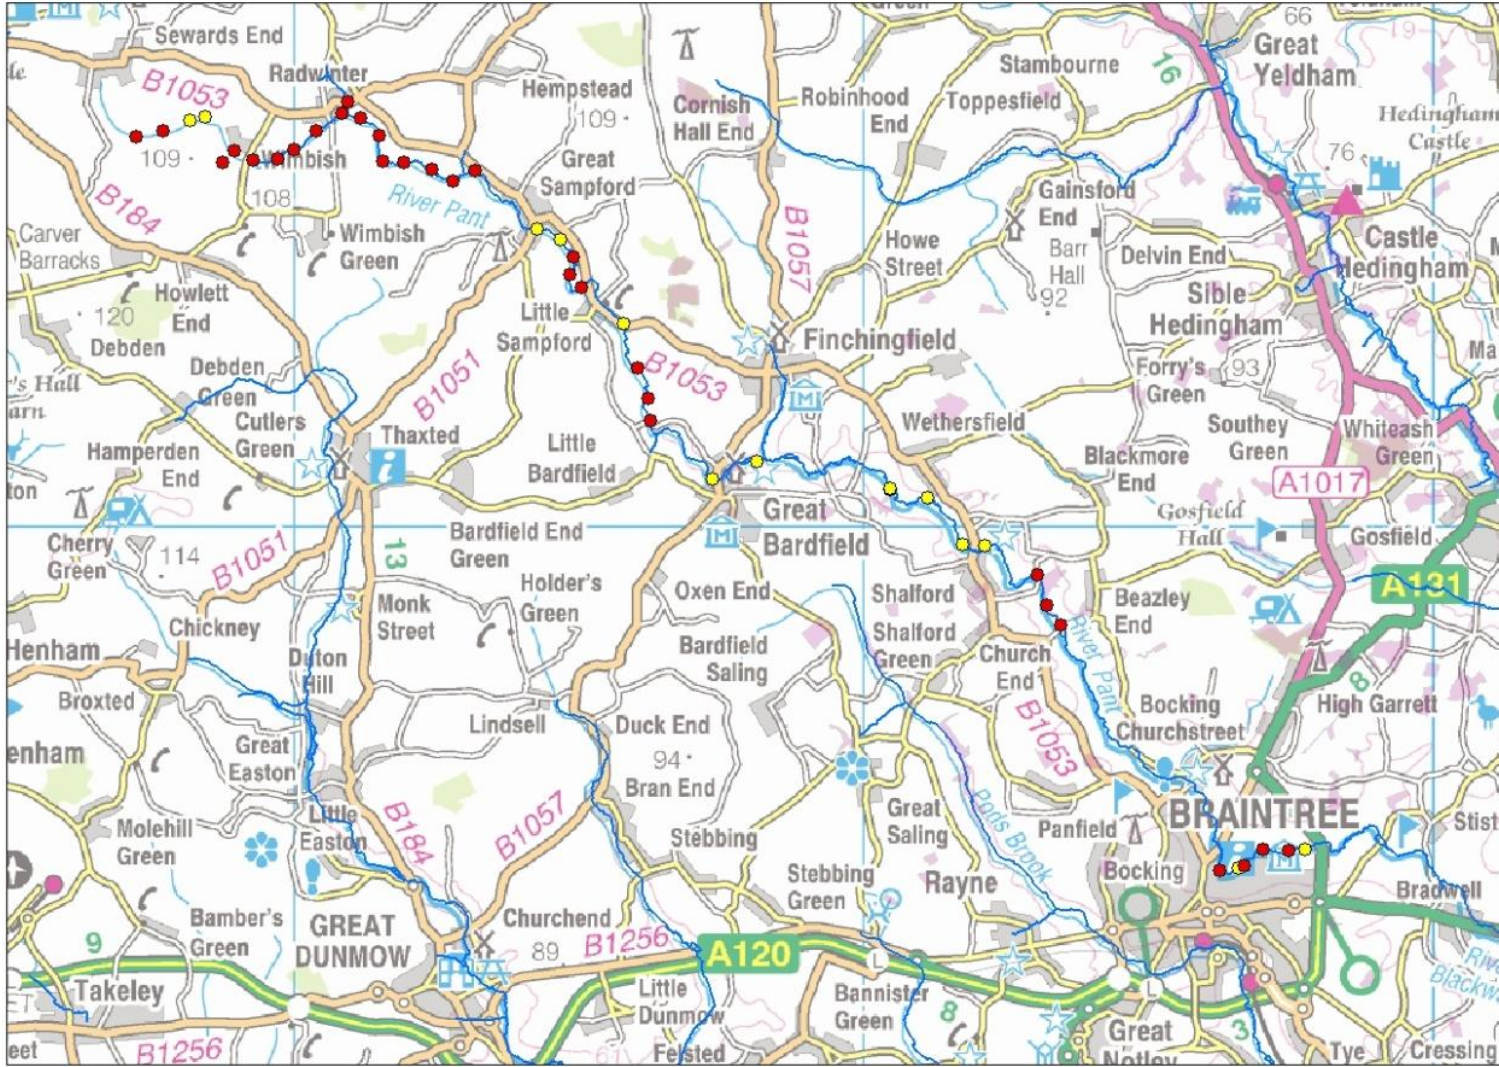 Sewards End
66
Great
Yeldham
16
19
Radwinter
B1053
Hempstead
109
Cornish
Hall End
Robinhood
End
Stambourne
Toppesfield
Hedingham
Castle
76
109
Wimbish
Great
Sampford
River Pant
108
B184
Gainsford
End
Carver
Barracks
Wimbish
Green
B1057
Howe
Street
Barr
Hall
92
Delvin End
Castle
Hedingham
Howlett
End
120
Debden
Little
Sampford
Finchingfield
Sible
Hedingham
Debden
Green
B1051
B1053
Forry's
Green
93
Cutlers
Green
Thaxted
Little
Bardfield
Wethersfield
Southey
Green
Whiteash
Green
Hamperden
End
Blackmore
End
A1017
Great
Bardfield
Gosfield
Hall
Gosfield
Cherry
Green
114
B1051
13
Bardfield End
Green
Holder's
Green
Oxen End
Shalford
A131
Beazley
End
Chickney
Monk
Street
Shalford
Green
Henham
Bardfield
Saling
Church
End
River Pant
Duton
Hill
8
Broxted
Lindsell
Duck End
B1053
Bocking
Churchstreet
High Garrett
Great
Easton
94
Bran End
Pods Brook
Great
Saling
BRAINTREE
Little
Easton
B184
B1057
Panfield
Molehill
Green
Stebbing
Stebbing
Green
Rayne
Bocking
Bradwell
Bamber's
Green
9
GREAT
DUNMOW
Churchend
89
B1256
A120
Takeley
Little
Dunmow
Bannister
Green
8
3
Great
Notley
B1256
61
Felsted
Tye
Cressing